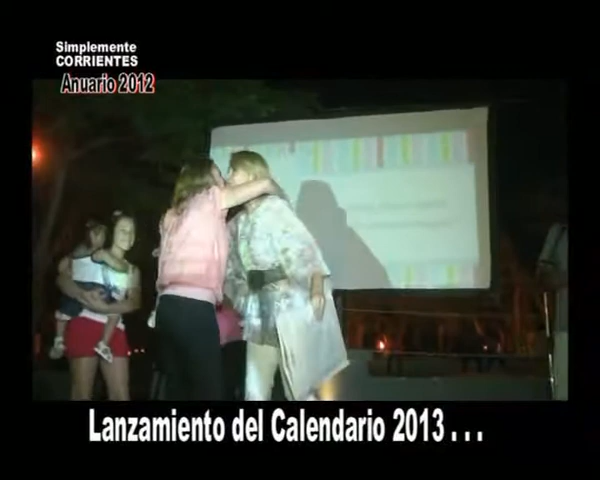 Simplemente
CORRIENTES
Anuario 2012
Lanzamiento del Calendario 2013 . . .